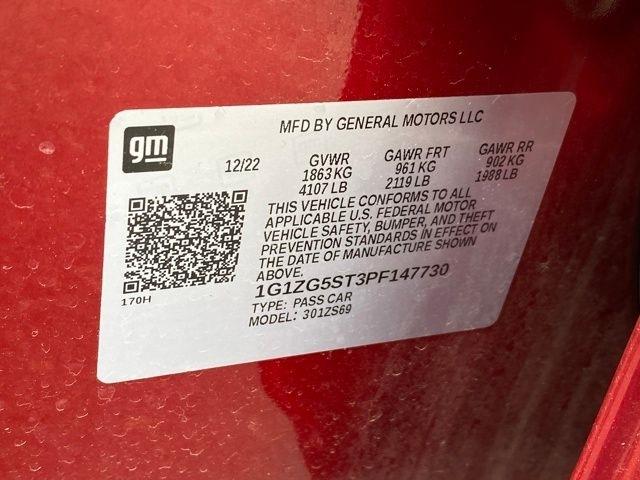 gm
MFD BY GENERAL MOTORS LLC
12/22 GVWR GAWR FRT GAWR RR
1863 KG 961 KG 902 KG
4107 LB 2119 LB 1988 LB
THIS VEHICLE CONFORMS TO ALL
APPLICABLE U.S. FEDERAL MOTOR
VEHICLE SAFETY, BUMPER, AND THEFT
PREVENTION STANDARDS IN EFFECT ON
THE DATE OF MANUFACTURE SHOWN
ABOVE.
170H
1G1ZG5ST3PF147730
TYPE: PASS CAR
MODEL: 301ZS69